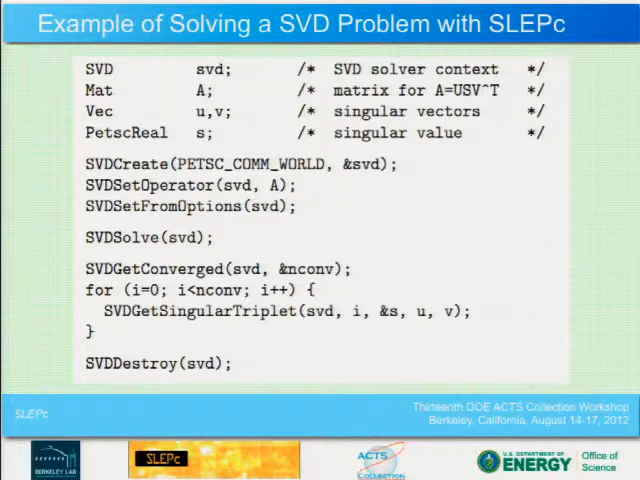 Example of Solving a SVD Problem with SLEPc
SVD svd; /* SVD solver context */
Mat A; /* matrix for A=USV^T */
Vec u,v; /* singular vectors */
PetscReal s; /* singular value */
SVDCreate(PETSC_COMM_WORLD, &svd);
SVDSetOperator(svd, A);
SVDSetFromOptions(svd);
SVDSolve(svd);
SVDGetConverged(svd, &nconv);
for (i=0; i<nconv; i++) {
SVDGetSingularTriplet(svd, i, &s, u, v);
}
SVDDestroy(svd);
SLEPc
Thirteenth DOE ACTS Collection Workshop
Berkeley, California, August 14-17, 2012
BERKELEY LAB
SLEPc
ACTS
COLLECTION
U.S. DEPARTMENT OF
ENERGY
Office of
Science